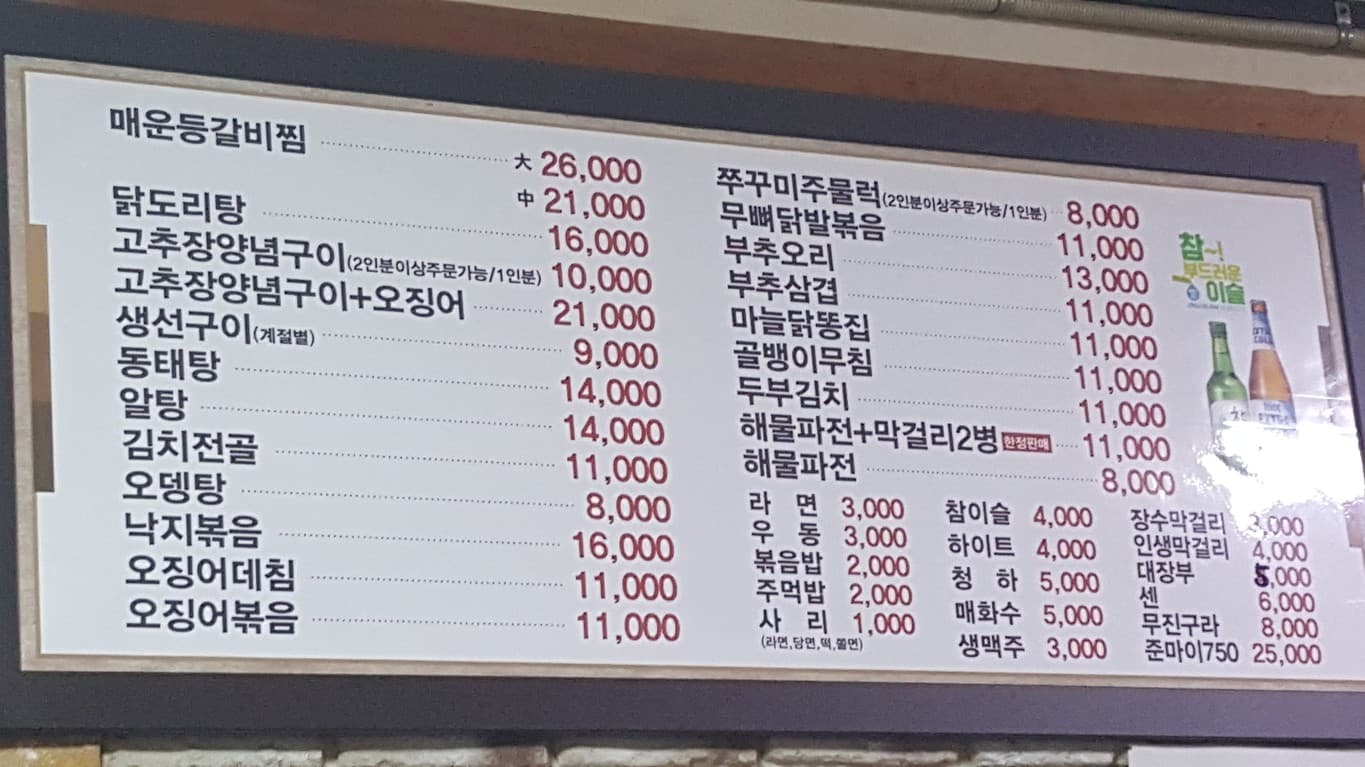 매운등갈비찜 大 26,000
中 21,000
닭도리탕 16,000
고추장양념구이(2인분이상주문가능/1인분) 10,000
고추장양념구이+오징어 21,000
생선구이(계절별) 9,000
동태탕 14,000
알탕 14,000
김치전골 11,000
오뎅탕 8,000
낙지볶음 16,000
오징어데침 11,000
오징어볶음 11,000
쭈꾸미주물럭(2인분이상주문가능/1인분) 8,000
무뼈닭발볶음 11,000
부추오리 13,000
부추삼겹 11,000
마늘닭똥집 11,000
골뱅이무침 11,000
두부김치 11,000
해물파전+막걸리2병 한정판매 11,000
해물파전 8,000
라 면 3,000
우 동 3,000
볶음밥 2,000
주먹밥 2,000
사 리 1,000
(라면,당면,떡,쫄면)
참이슬 4,000
하이트 4,000
청 하 5,000
매화수 5,000
생맥주 3,000
장수막걸리 3,000
인생막걸리 4,000
대장부 5,000
센 6,000
무진구라 8,000
준마이750 25,000
참~!
부드러운
이슬